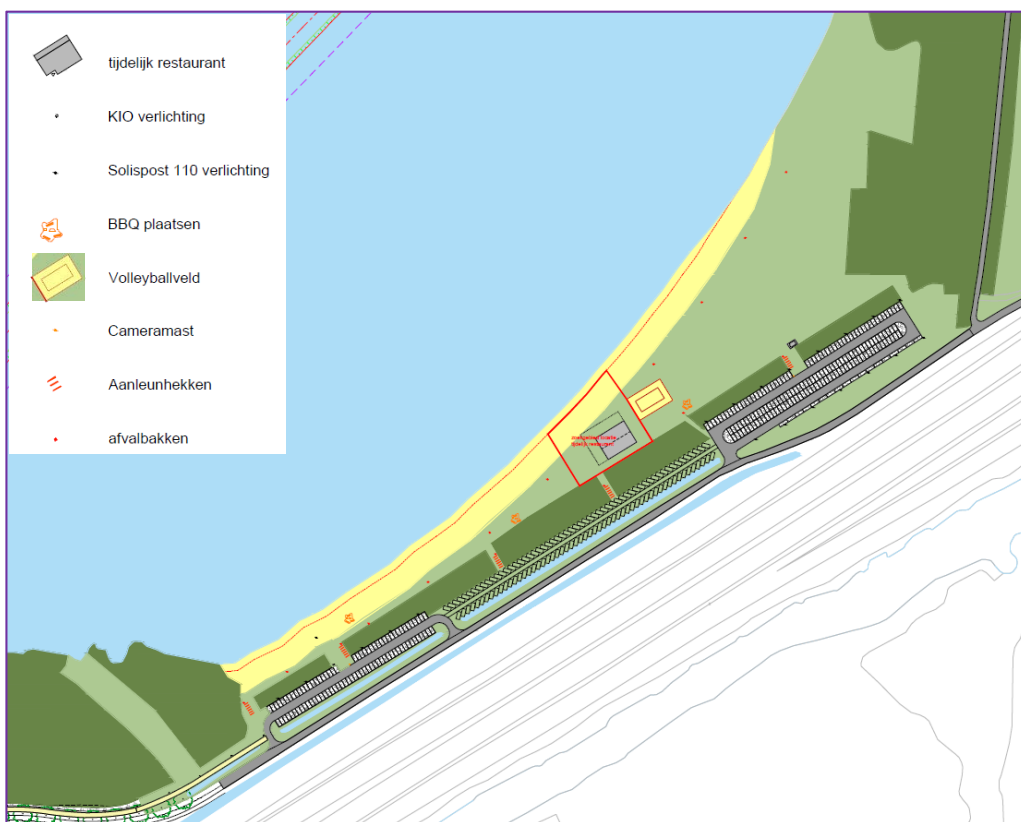 tijdelijk restaurant
KIO verlichting
Solispost 110 verlichting
BBQ plaatsen
Volleyballveld
Cameramast
Aanleunhekken
afvalbakken